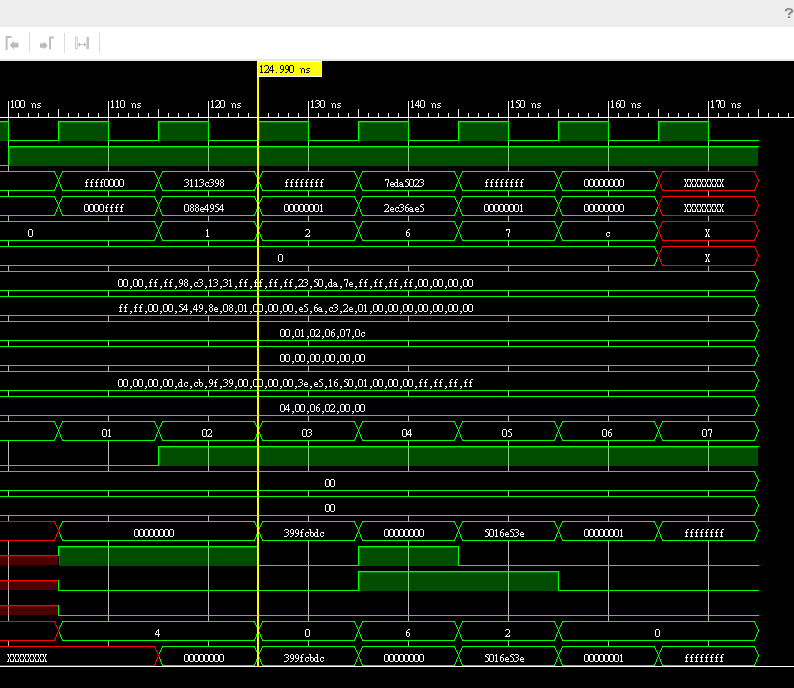 ?
124.990 ns
100 ns 110 ns 120 ns 130 ns 140 ns 150 ns 160 ns 170 ns
ffff0000 3113c398 ffffffff 7eda5023 ffffffff 00000000 XXXXXXXX
0000ffff 088e4954 00000001 2ec36ae5 00000001 00000000 XXXXXXXX
0 1 2 6 7 c X
0 X
00,00,ff,ff,98,c3,13,31,ff,ff,ff,ff,23,50,da,7e,ff,ff,ff,ff,00,00,00,00
ff,ff,00,00,54,49,8e,08,01,00,00,00,e5,6a,c3,2e,01,00,00,00,00,00,00,00
00,01,02,06,07,0c
00,00,00,00,00,00
00,00,00,00,dc,cb,9f,39,00,00,00,00,3e,e5,16,50,01,00,00,00,ff,ff,ff,ff
04,00,06,02,00,00
01 02 03 04 05 06 07
00
00
00000000 399fcbdc 00000000 5016e53e 00000001 ffffffff
4 0 6 2 0
XXXXXXXX 00000000 399fcbdc 00000000 5016e53e 00000001 ffffffff